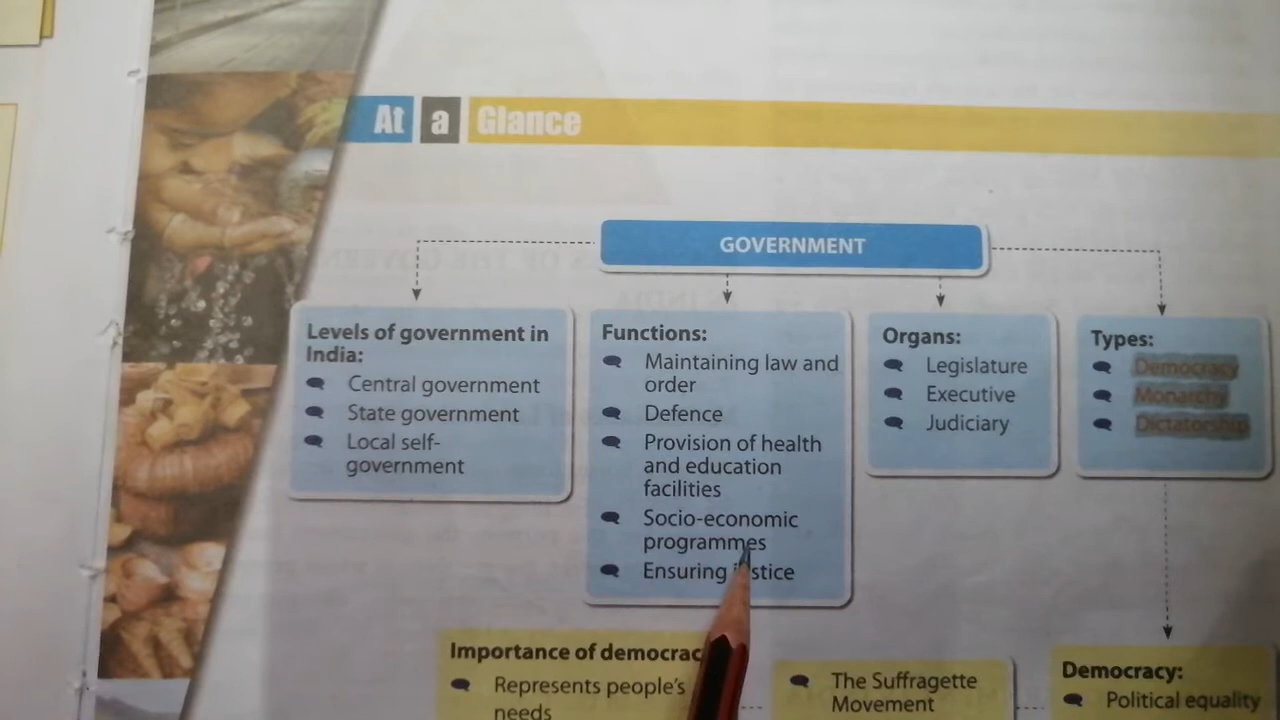 At a Glance
GOVERNMENT
Levels of government in
India:
Central government
State government
Local self-
government
Functions:
Maintaining law and
order
Defence
Provision of health
and education
facilities
Socio-economic
programmes
Ensuring
Organs:
Legislature
Executive
Judiciary
Types:
Democracy
Monarchy
Dictatorship
Importance of
Represents people's
needs
The Suffragette
Movement
Democracy:
Political equality